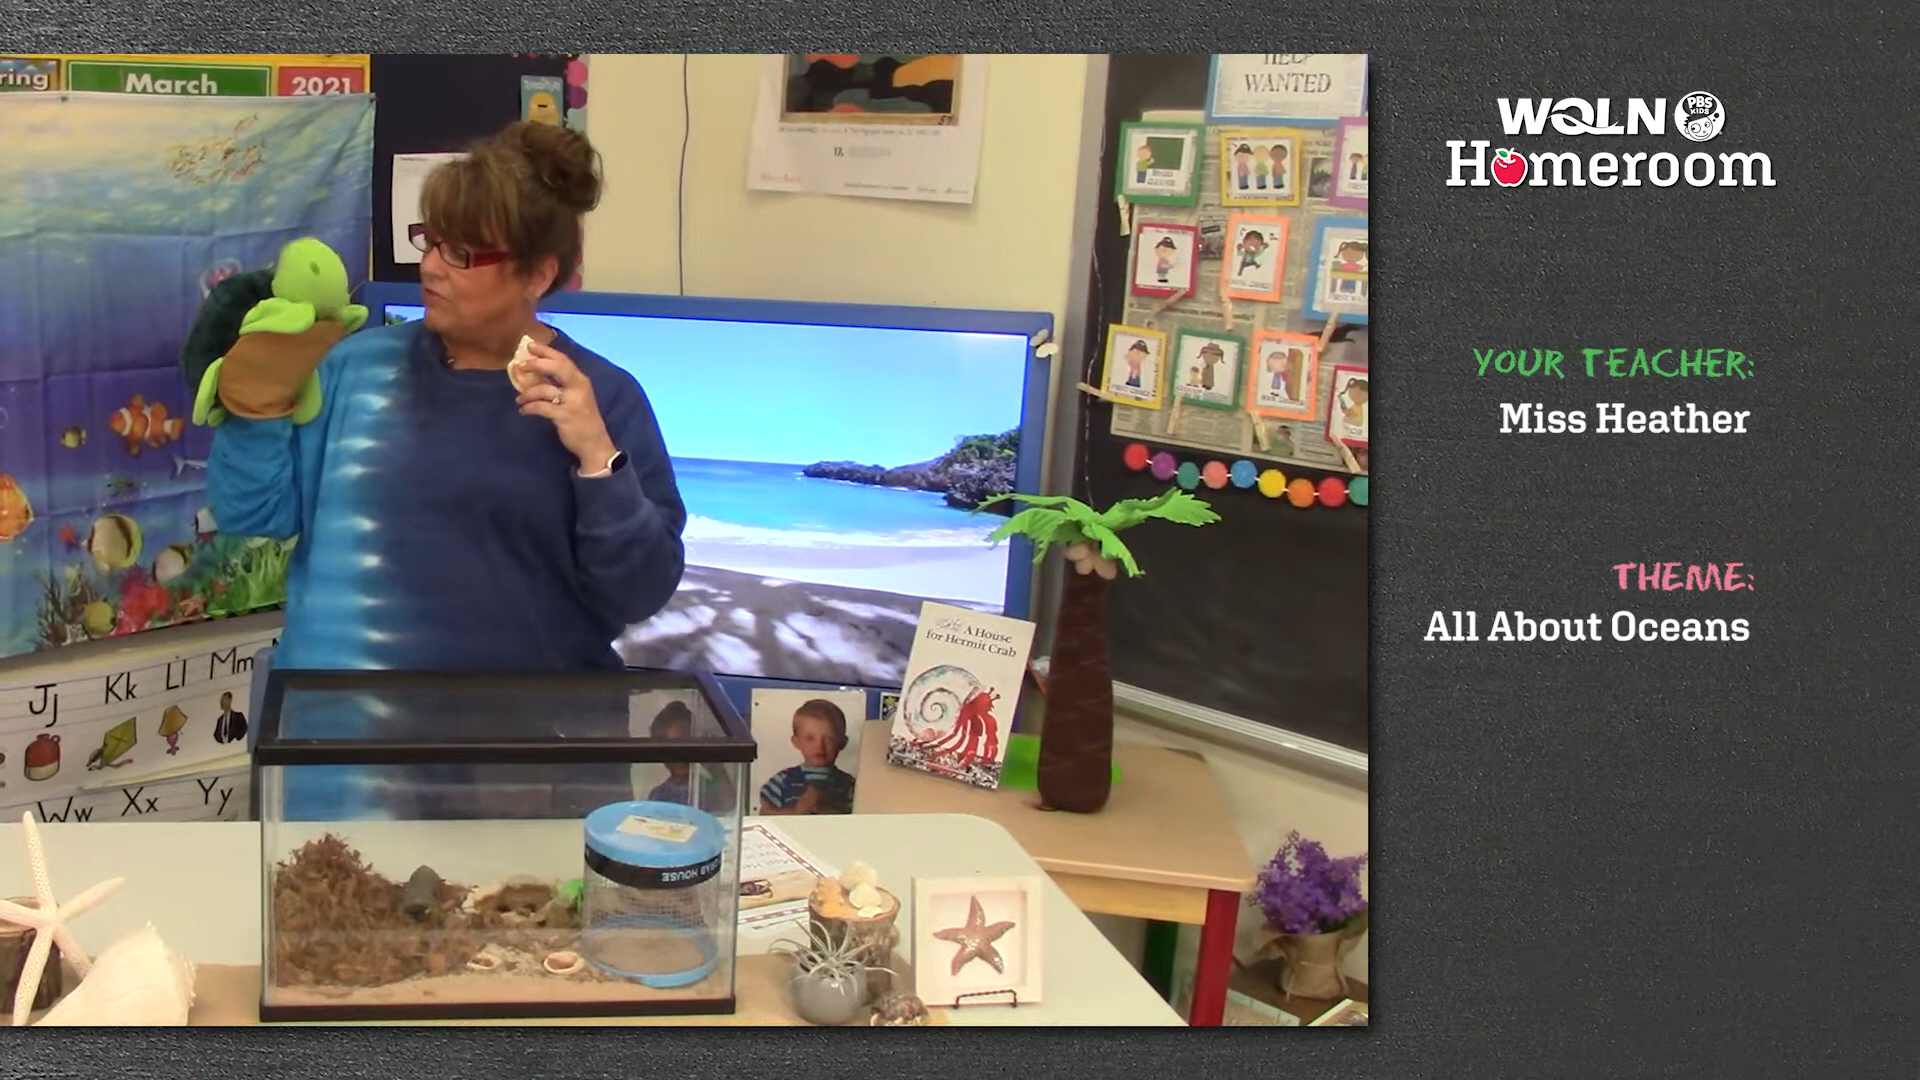 ring
March
2021
HELP
WANTED
WQLN
PBS
KIDS
Homeroom
YOUR TEACHER:
Miss Heather
THEME:
All About Oceans
A House
for Hermit Crab
Jj Kk Ll Mm
Ww Xx Yy
CRAB HOUSE